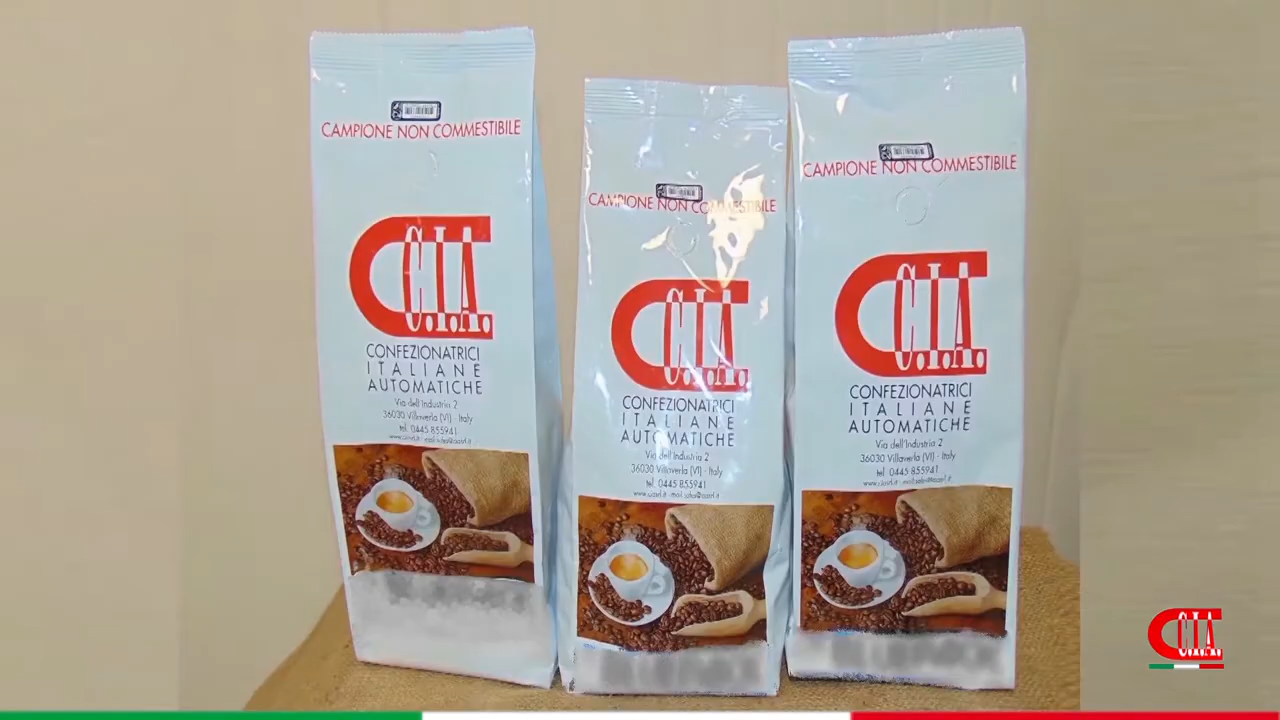 CAMPIONE NON COMMESTIBILE
C.I.A.
CONFEZIONATRICI
ITALIANE
AUTOMATICHE
Via dell'Industria 2
36030 Villaverla (VI) - Italy
tel. 0445 855941
CAMPIONE NON COMMESTIBILE
C.I.A.
CONFEZIONATRICI
ITALIANE
AUTOMATICHE
Via dell'Industria 2
36030 Villaverla (VI) - Italy
tel. 0445 855941
CAMPIONE NON COMMESTIBILE
C.I.A.
CONFEZIONATRICI
ITALIANE
AUTOMATICHE
Via dell'Industria 2
36030 Villaverla (VI) - Italy
tel. 0445 855941
C.I.A.